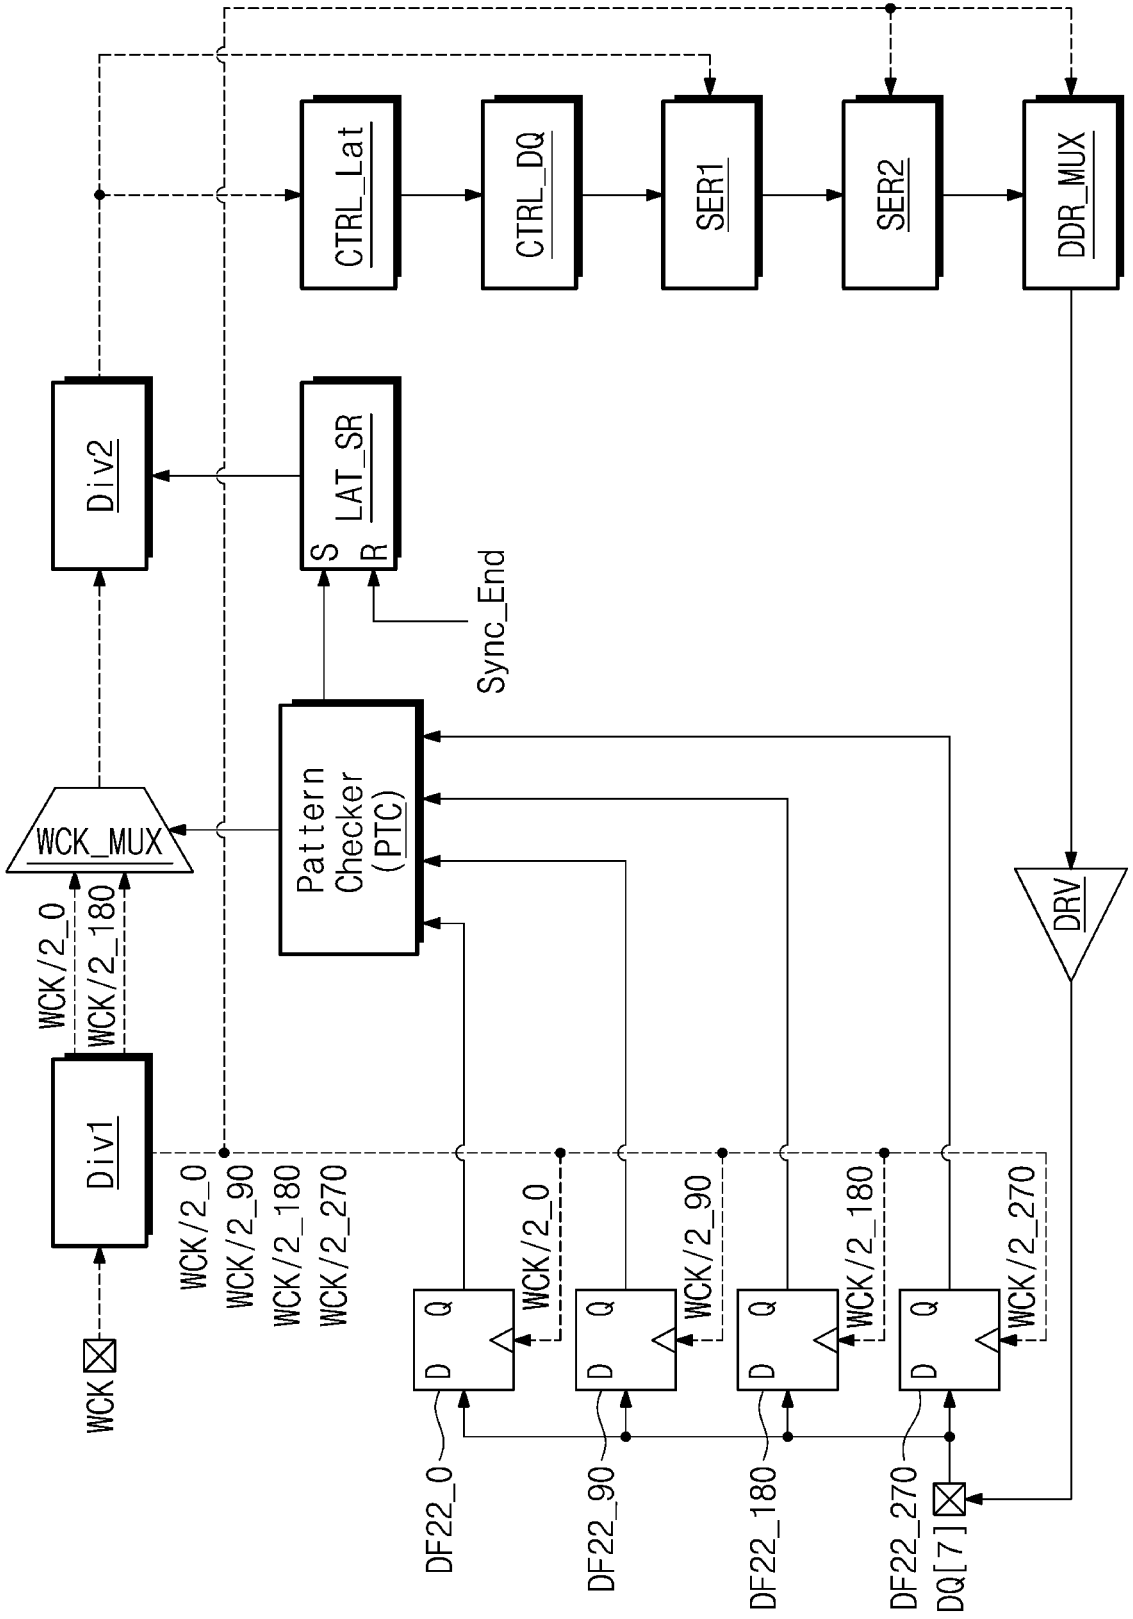 WCK
Div1
WCK/2_0
WCK/2_180
WCK_MUX
Div2
WCK/2_0
WCK/2_90
WCK/2_180
WCK/2_270
Pattern
Checker
(PTC)
S
R
LAT_SR
Sync_End
CTRL_Lat
CTRL_DQ
SER1
SER2
DDR_MUX
DF22_0
D
Q
WCK/2_0
DF22_90
D
Q
WCK/2_90
DF22_180
D
Q
WCK/2_180
DF22_270
D
Q
WCK/2_270
DQ[7]
DRV